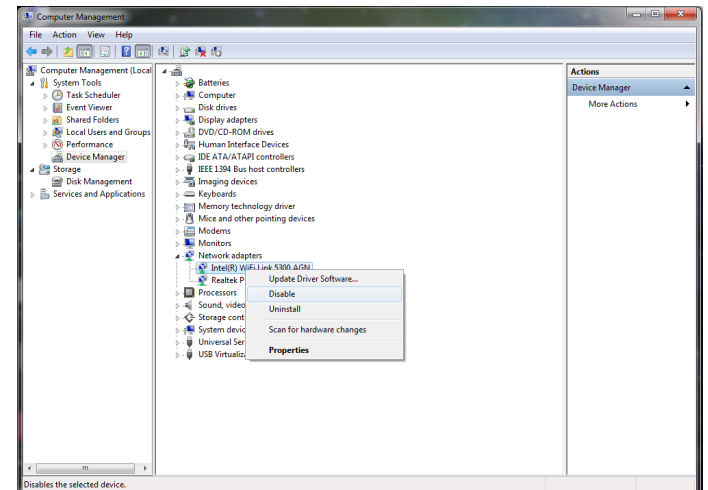 Computer Management
File Action View Help
Computer Management (Local
System Tools
Task Scheduler
Event Viewer
Shared Folders
Local Users and Groups
Performance
Device Manager
Storage
Disk Management
Services and Applications
Batteries
Computer
Disk drives
Display adapters
DVD/CD-ROM drives
Human Interface Devices
IDE ATA/ATAPI controllers
IEEE 1394 Bus host controllers
Imaging devices
Keyboards
Memory technology driver
Mice and other pointing devices
Modems
Monitors
Network adapters
Intel(R) WiFi Link 5300 AGN
Realtek P
Processors
Sound, video
Storage cont
System devic
Universal Ser
USB Virtualiz
Update Driver Software...
Disable
Uninstall
Scan for hardware changes
Properties
Actions
Device Manager
More Actions
Disables the selected device.